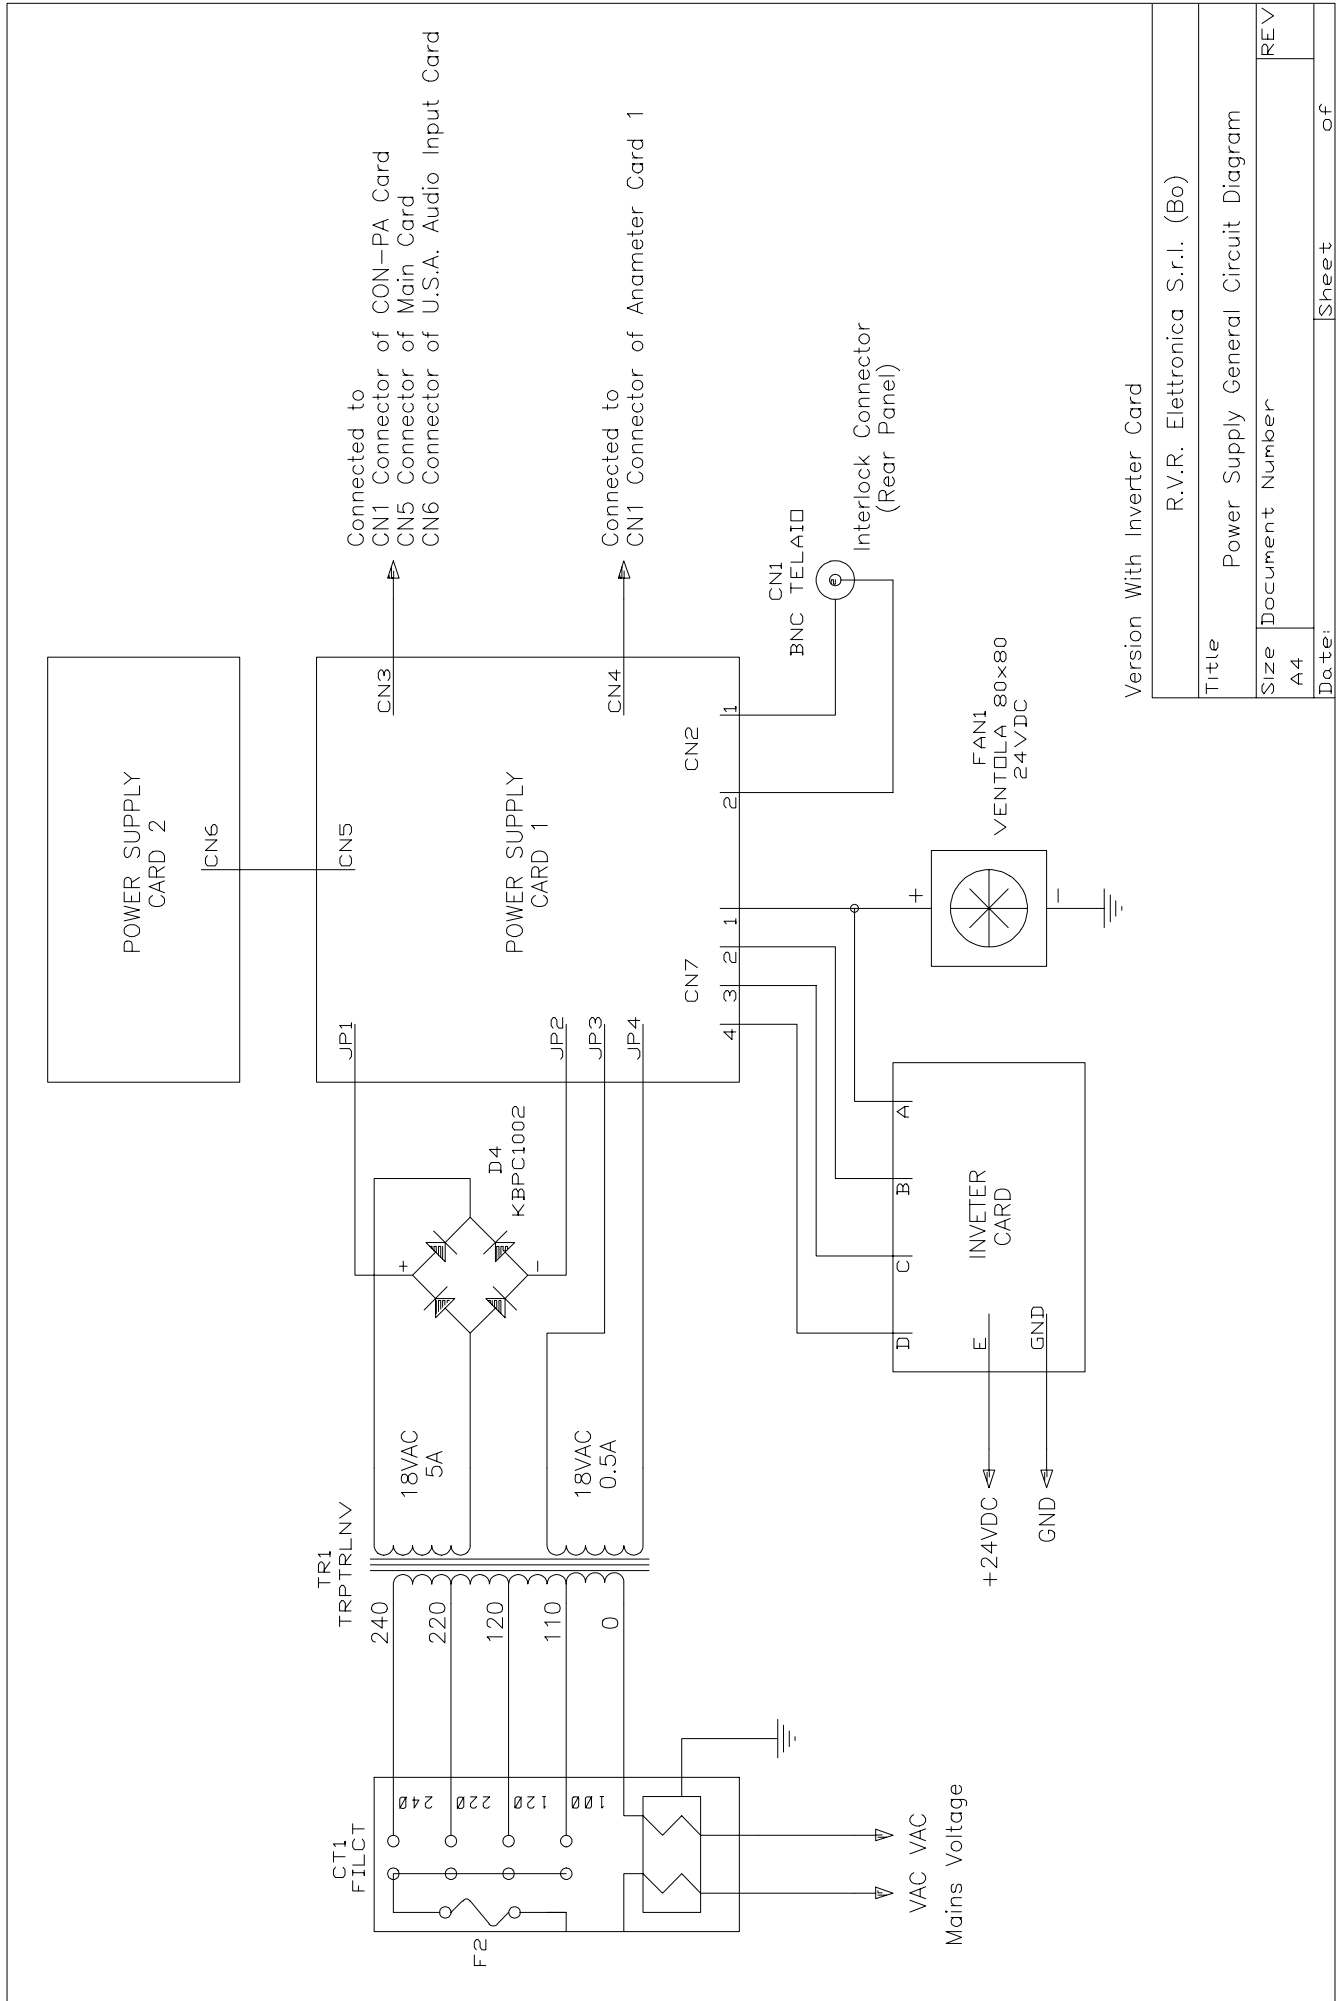 POWER SUPPLY
CARD 2
CN6
CN5
POWER SUPPLY
CARD 1
JP1
JP2
JP3
JP4
CN3
CN4
Connected to
CN1 Connector of CON-PA Card
CN5 Connector of Main Card
CN6 Connector of U.S.A. Audio Input Card
Connected to
CN1 Connector of Anameter Card 1
CN7
4
3
2
1
CN2
2
1
CN1
BNC TELAIO
Interlock Connector
(Rear Panel)
CT1
FILCT
F2
240
220
120
100
VAC VAC
Mains Voltage
TR1
TRPTRLNV
240
220
120
110
0
18VAC
5A
18VAC
0.5A
D4
KBPC1002
+
-
INVETER
CARD
D
C
B
A
E
GND
+24VDC
GND
FAN1
VENTOLA 80x80
24VDC
+
-
Version With Inverter Card
R.V.R. Elettronica S.r.l. (Bo)
Title
Power Supply General Circuit Diagram
Size
Document Number
REV
A4
Date:
Sheet
of